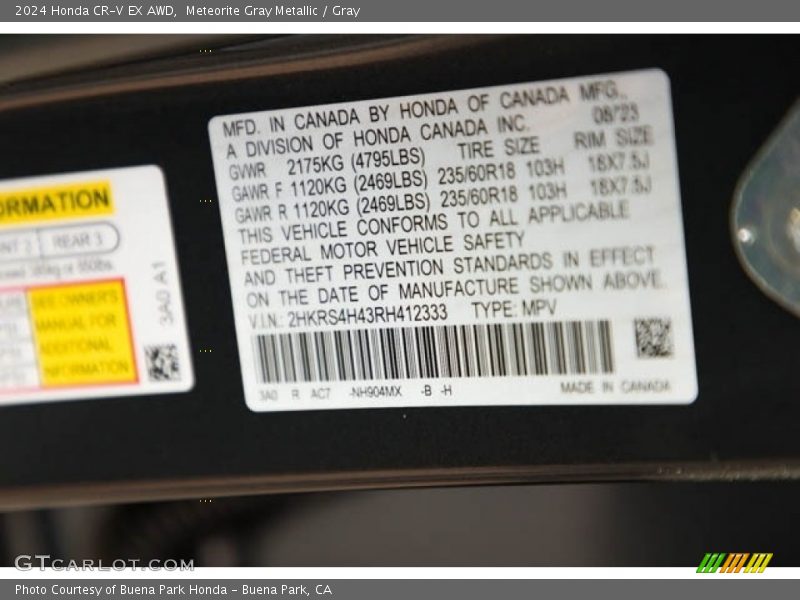 2024 Honda CR-V EX AWD, Meteorite Gray Metallic / Gray
MFD. IN CANADA BY HONDA OF CANADA MFG.,
A DIVISION OF HONDA CANADA INC. 08/23
GVWR 2175KG (4795LBS) TIRE SIZE RIM SIZE
GAWR F 1120KG (2469LBS) 235/60R18 103H 18X7.5J
GAWR R 1120KG (2469LBS) 235/60R18 103H 18X7.5J
THIS VEHICLE CONFORMS TO ALL APPLICABLE
FEDERAL MOTOR VEHICLE SAFETY
AND THEFT PREVENTION STANDARDS IN EFFECT
ON THE DATE OF MANUFACTURE SHOWN ABOVE.
V.I.N.: 2HKRS4H43RH412333 TYPE: MPV
3A0 R AC7 -NH904MX -B -H MADE IN CANADA
ORMATION
REAR 3
SEE OWNER'S
MANUAL FOR
ADDITIONAL
INFORMATION
3A0 A1
GTCARLOT.COM
Photo Courtesy of Buena Park Honda - Buena Park, CA